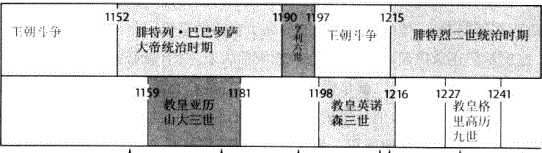 1152
1190
1197
1215
王朝斗争
腓特列·巴巴罗萨
大帝统治时期
亨利六世
王朝斗争
腓特烈二世统治时期
1159
1181
1198
1216
1227
1241
教皇亚历
山大三世
教皇英诺
森三世
教皇格
里高历
九世